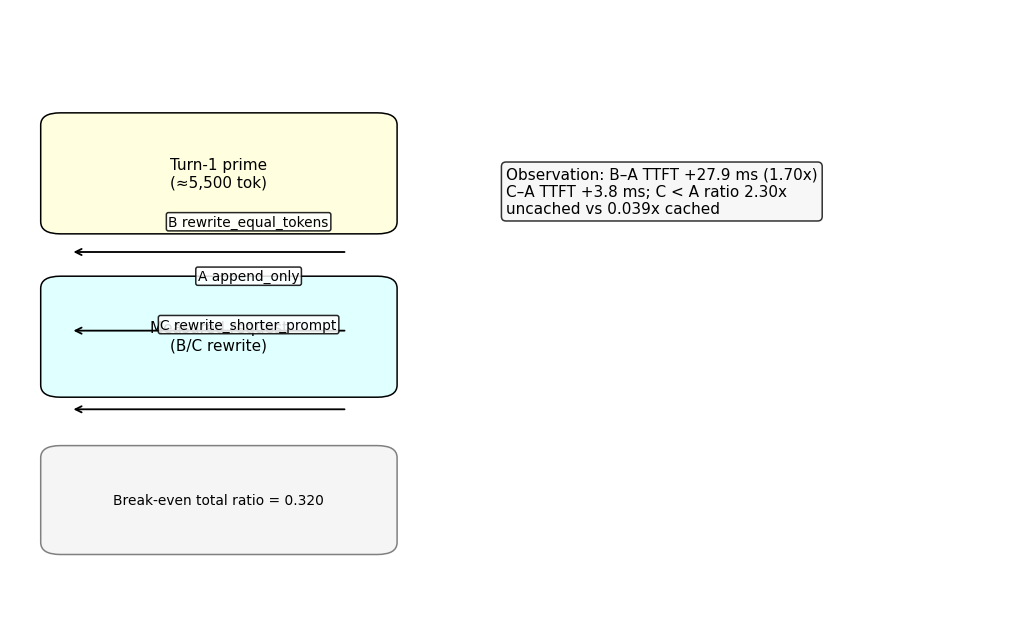 Turn-1 prime
(≈5,500 tok)
B rewrite_equal_tokens
A append_only
C rewrite_shorter_prompt
(B/C rewrite)
Break-even total ratio = 0.320
Observation: B–A TTFT +27.9 ms (1.70x)
C–A TTFT +3.8 ms; C < A ratio 2.30x
uncached vs 0.039x cached